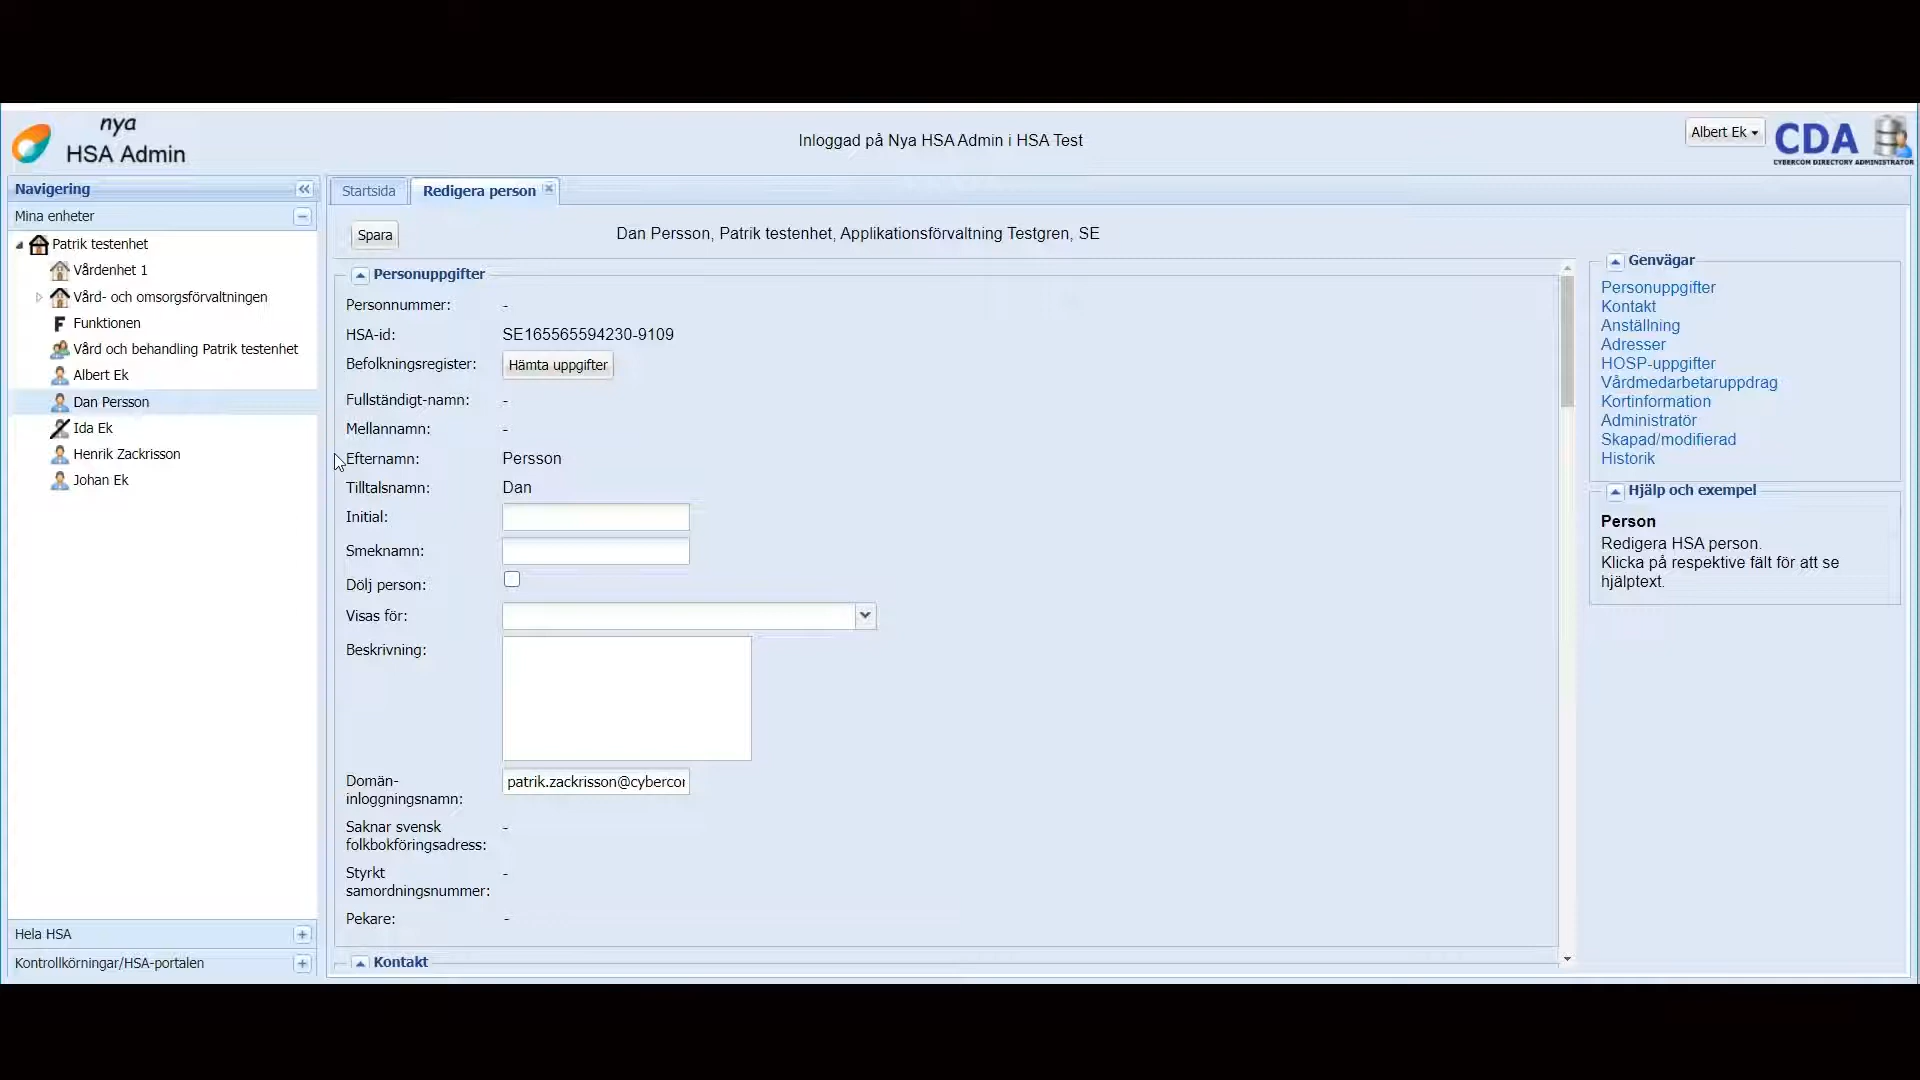 nya
HSA Admin
Inloggad på Nya HSA Admin i HSA Test
Albert Ek
CDA
CYBERCOM DIRECTORY ADMINISTRATOR
Navigering
Mina enheter
Patrik testenhet
Vårdenhet 1
Vård- och omsorgsförvaltningen
Funktionen
Vård och behandling Patrik testenhet
Albert Ek
Dan Persson
Ida Ek
Henrik Zackrisson
Johan Ek
Hela HSA
Kontrollkörningar/HSA-portalen
Startsida
Redigera person
Spara
Dan Persson, Patrik testenhet, Applikationsförvaltning Testgren, SE
Personuppgifter
Personnummer: -
HSA-id: SE165565594230-9109
Befolkningsregister: Hämta uppgifter
Fullständigt-namn: -
Mellannamn: -
Efternamn: Persson
Tilltalsnamn: Dan
Initial:
Smeknamn:
Dölj person:
Visas för:
Beskrivning:
Domän-
inloggningsnamn: patrik.zackrisson@cybercor
Saknar svensk -
folkbokföringsadress:
Styrkt -
samordningsnummer:
Pekare: -
Kontakt
Genvägar
Personuppgifter
Kontakt
Anställning
Adresser
HOSP-uppgifter
Vårdmedarbetaruppdrag
Kortinformation
Administratör
Skapad/modifierad
Historik
Hjälp och exempel
Person
Redigera HSA person.
Klicka på respektive fält för att se
hjälptext.